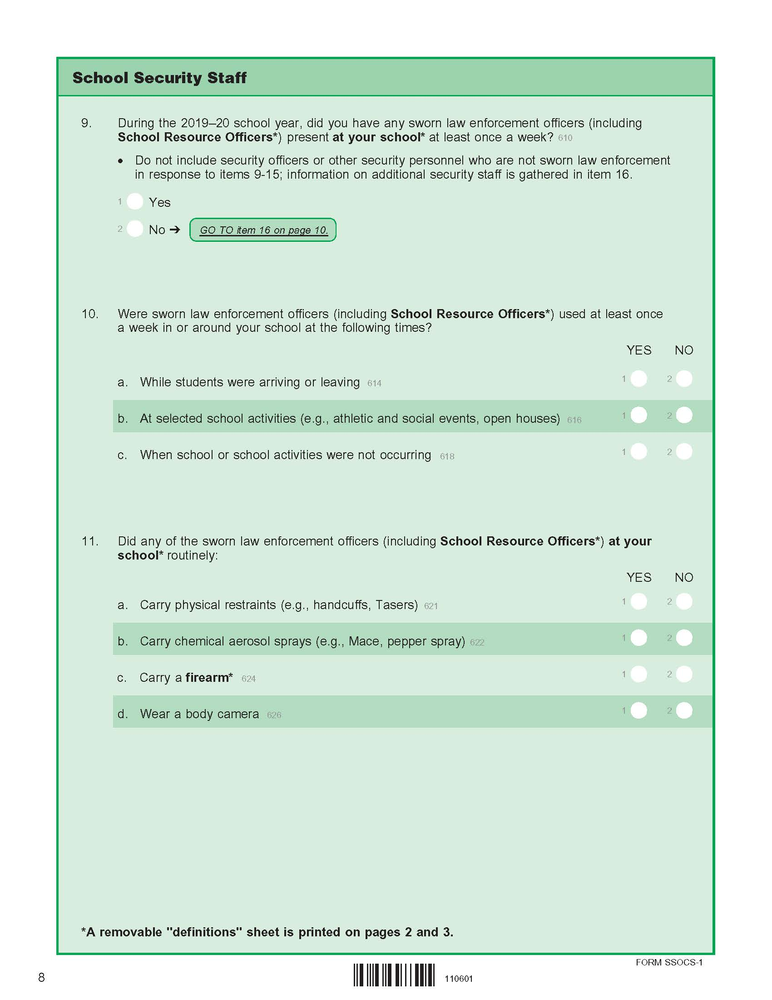 School Security Staff
9. During the 2019–20 school year, did you have any sworn law enforcement officers (including
School Resource Officers*) present at your school* at least once a week? 610
• Do not include security officers or other security personnel who are not sworn law enforcement
in response to items 9-15; information on additional security staff is gathered in item 16.
1 Yes
2 No ➔ GO TO item 16 on page 10.
10. Were sworn law enforcement officers (including School Resource Officers*) used at least once
a week in or around your school at the following times?
YES NO
a. While students were arriving or leaving 614 1 2
b. At selected school activities (e.g., athletic and social events, open houses) 616 1 2
c. When school or school activities were not occurring 618 1 2
11. Did any of the sworn law enforcement officers (including School Resource Officers*) at your
school* routinely:
YES NO
a. Carry physical restraints (e.g., handcuffs, Tasers) 621 1 2
b. Carry chemical aerosol sprays (e.g., Mace, pepper spray) 622 1 2
c. Carry a firearm* 624 1 2
d. Wear a body camera 626 1 2
*A removable "definitions" sheet is printed on pages 2 and 3.
FORM SSOCS-1
8 110601